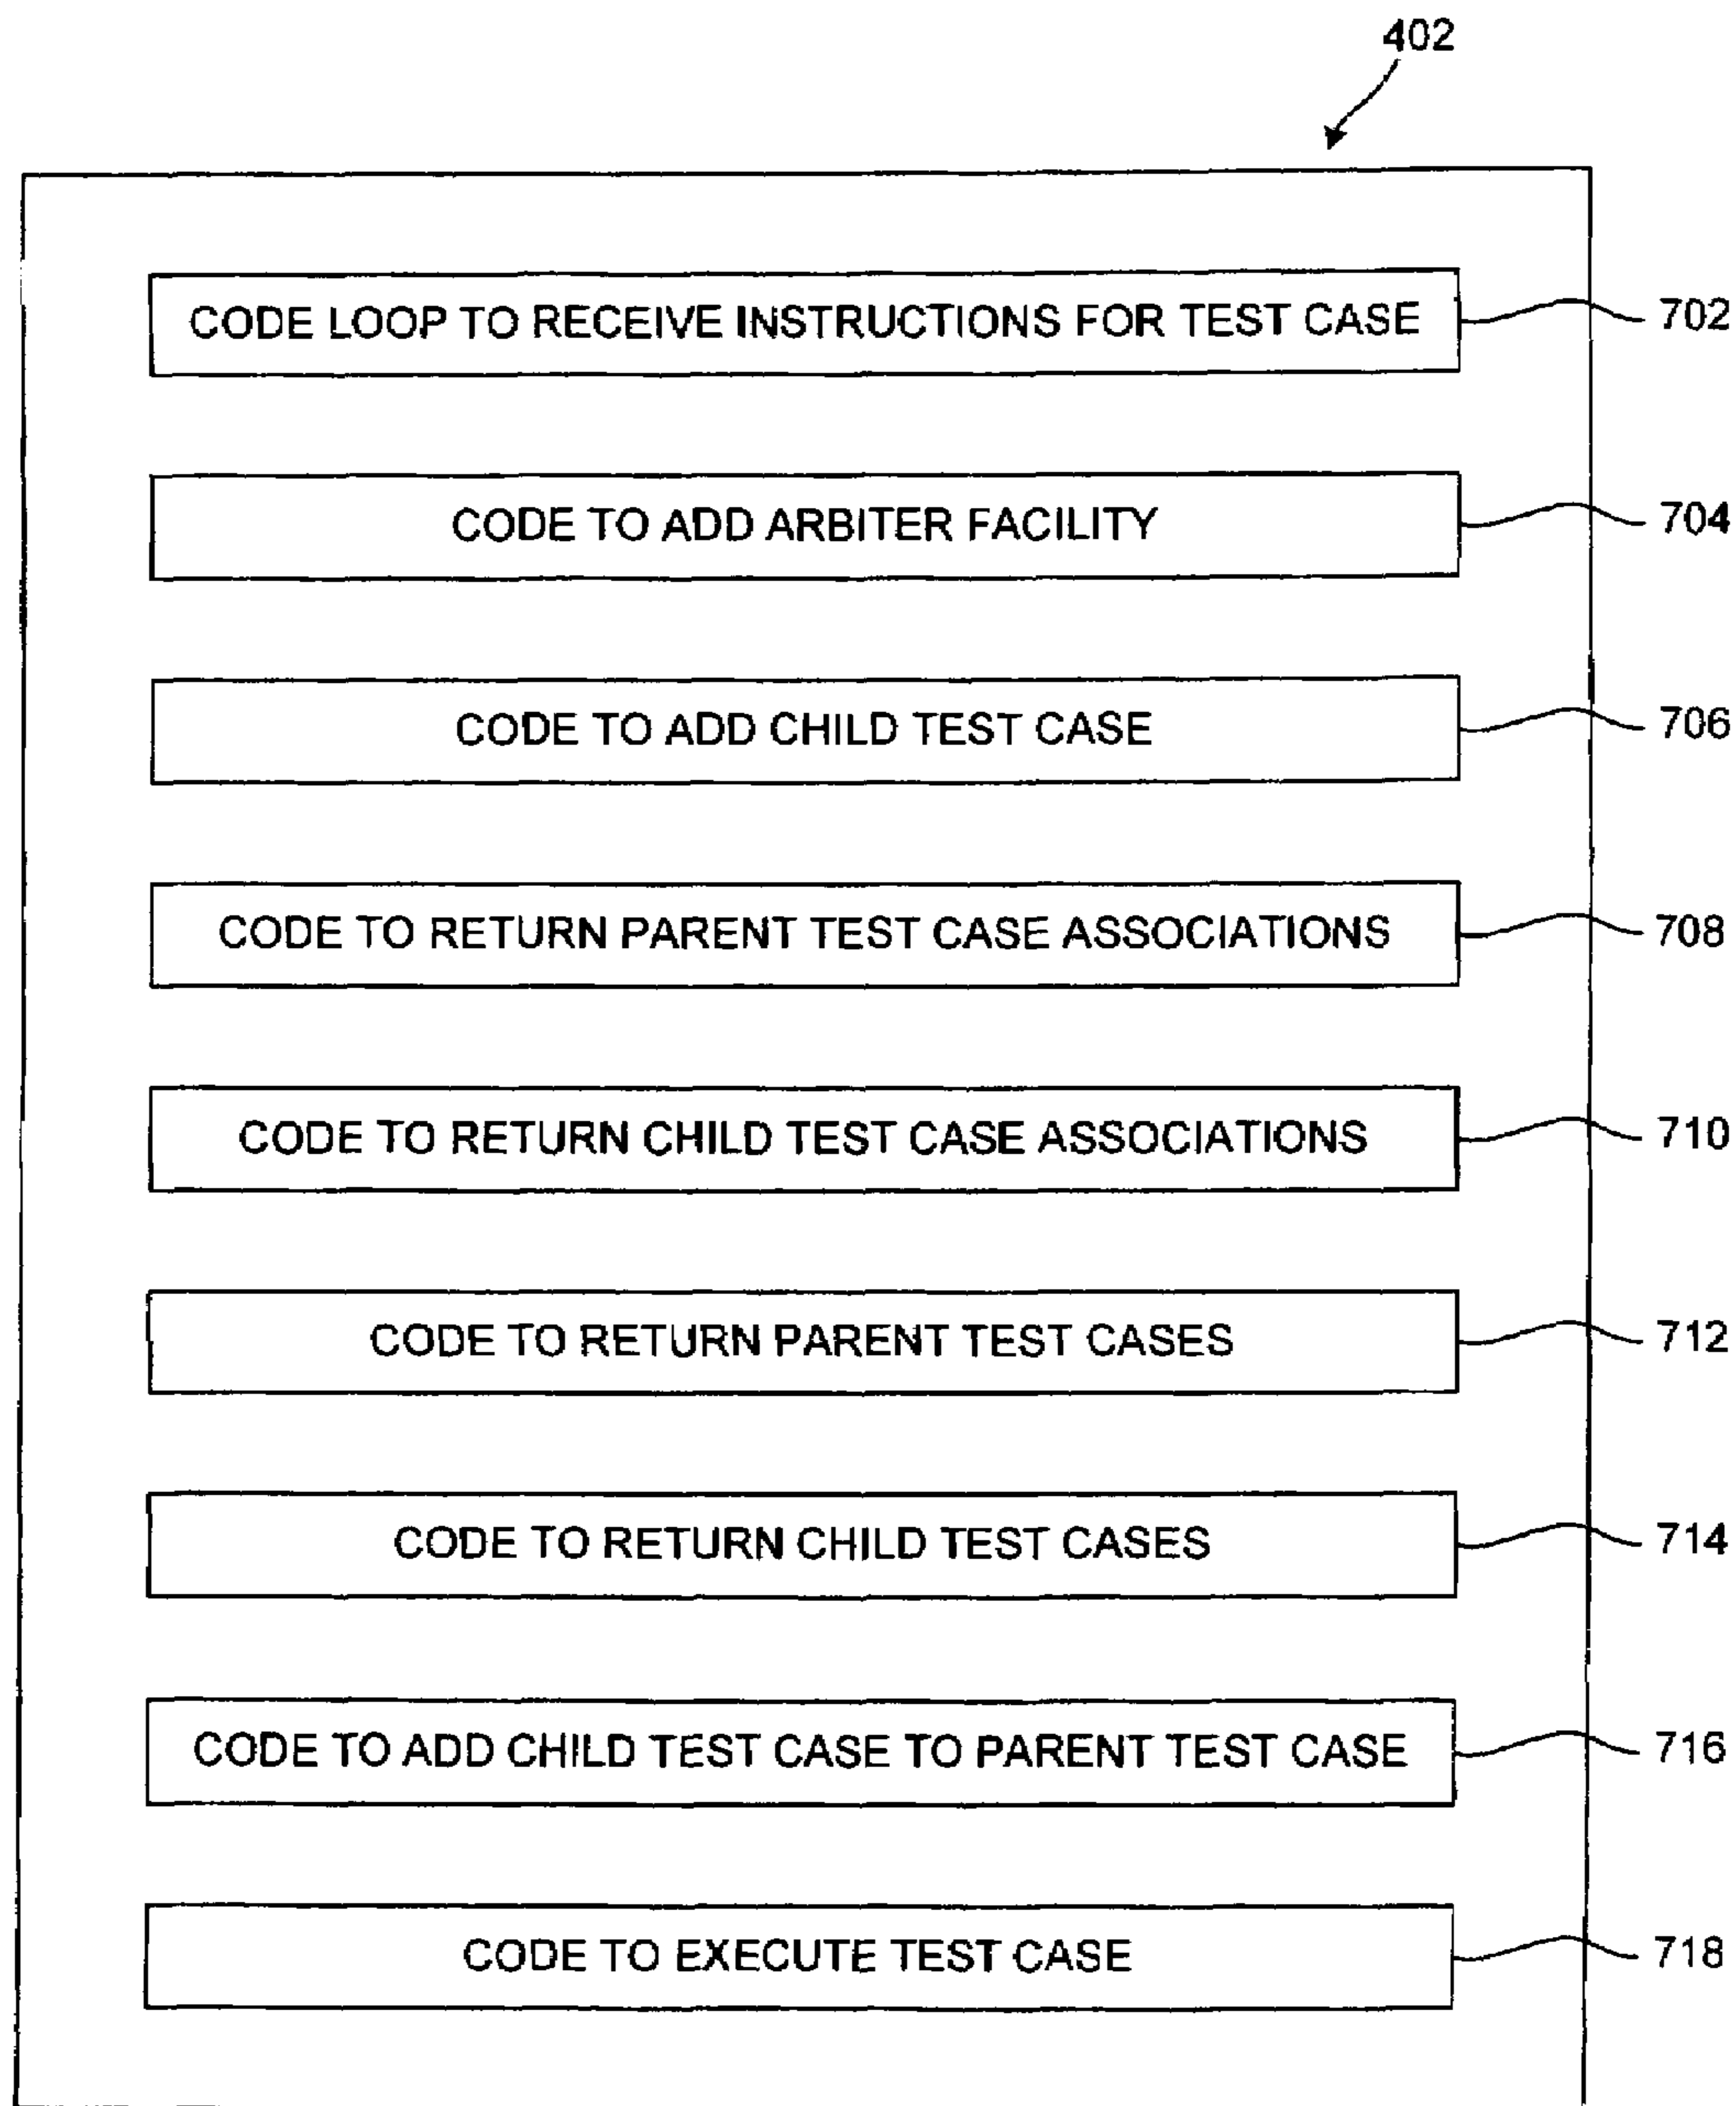 402
CODE LOOP TO RECEIVE INSTRUCTIONS FOR TEST CASE 702
CODE TO ADD ARBITER FACILITY 704
CODE TO ADD CHILD TEST CASE 706
CODE TO RETURN PARENT TEST CASE ASSOCIATIONS 708
CODE TO RETURN CHILD TEST CASE ASSOCIATIONS 710
CODE TO RETURN PARENT TEST CASES 712
CODE TO RETURN CHILD TEST CASES 714
CODE TO ADD CHILD TEST CASE TO PARENT TEST CASE 716
CODE TO EXECUTE TEST CASE 718